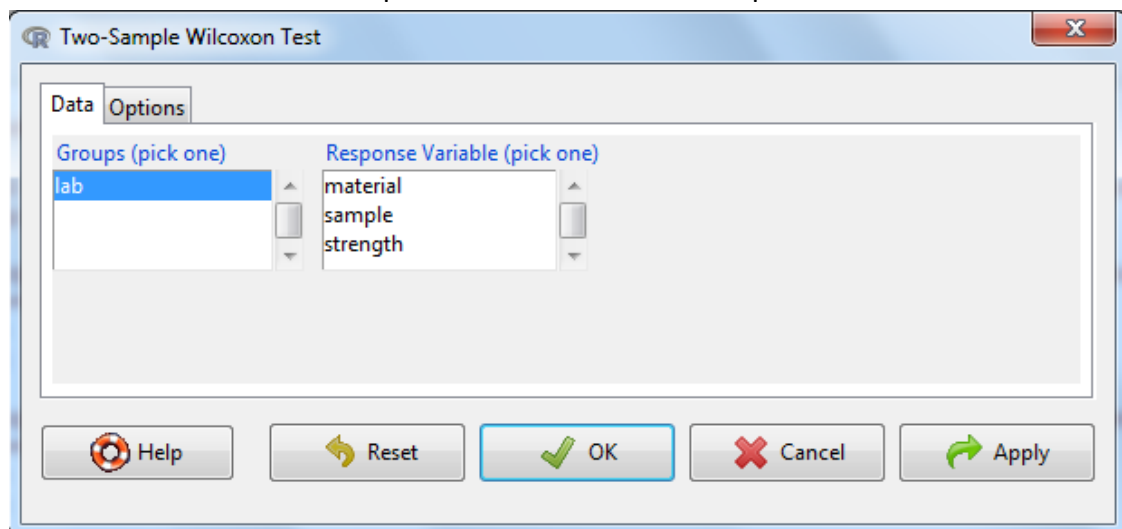 Two-Sample Wilcoxon Test
Data Options
Groups (pick one) Response Variable (pick one)
lab material
sample
strength
Help Reset OK Cancel Apply